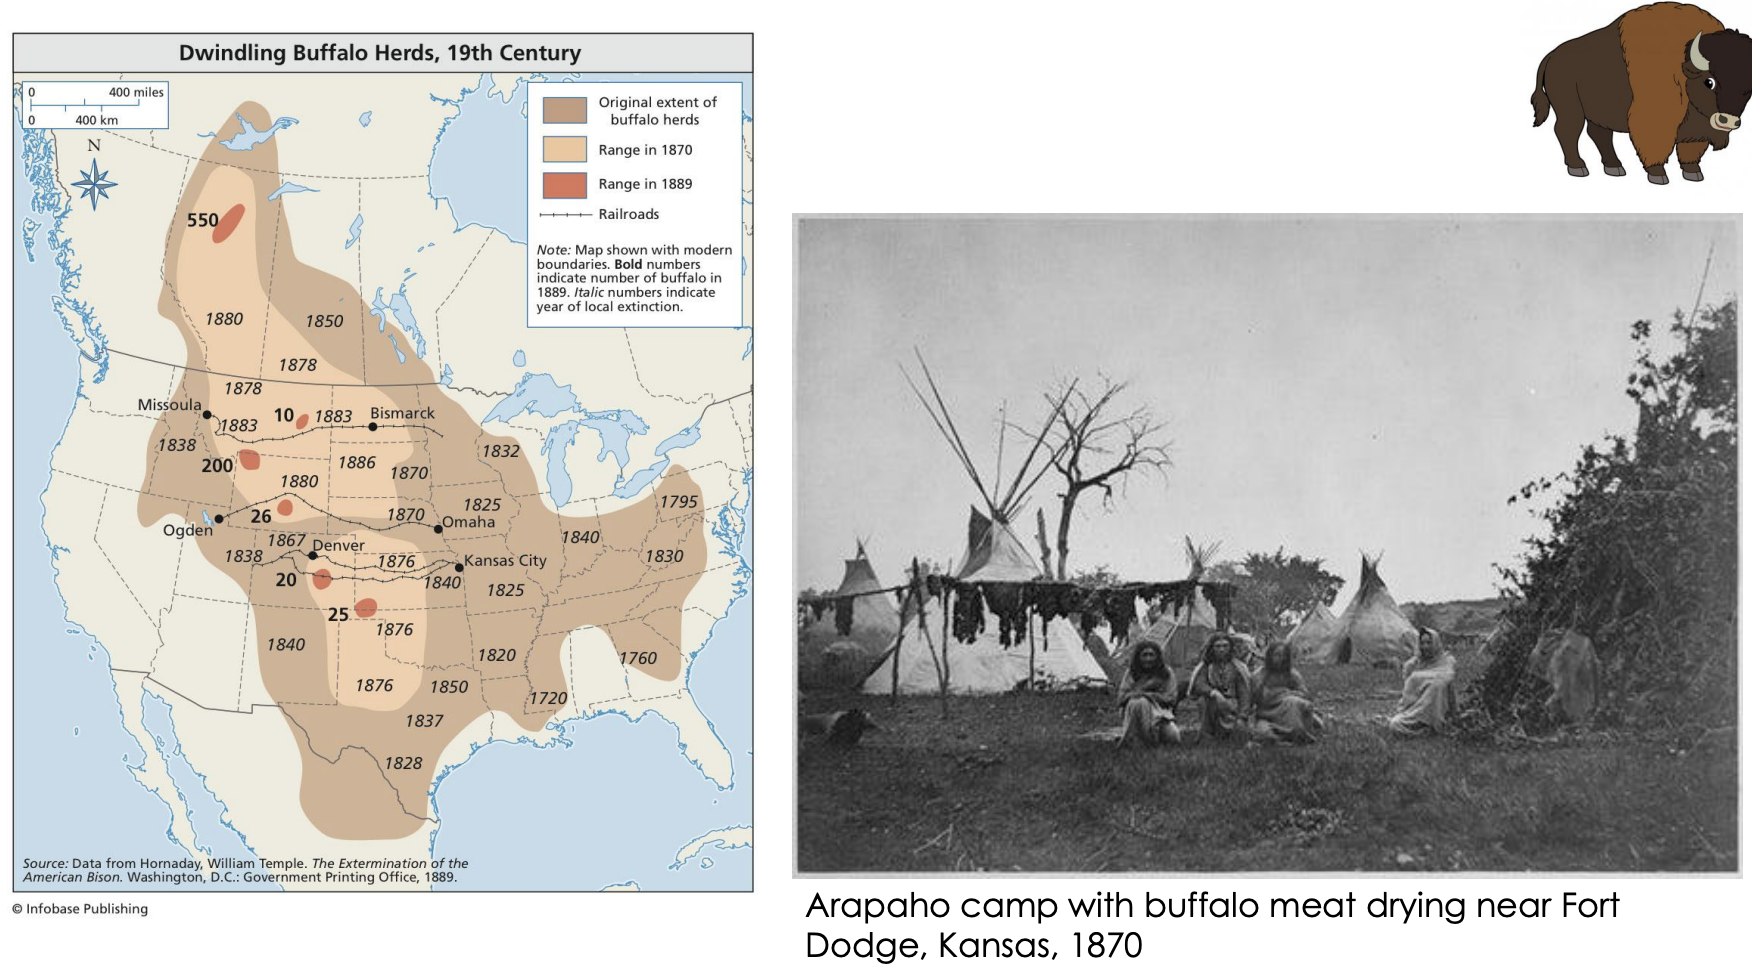 Dwindling Buffalo Herds, 19th Century
0 400 miles
0 400 km
N
Original extent of
buffalo herds
Range in 1870
Range in 1889
Railroads
Note: Map shown with modern
boundaries. Bold numbers
indicate number of buffalo in
1889. Italic numbers indicate
year of local extinction.
550
1880
1850
1878
1878
Missoula
10
1883
Bismarck
1883
1838
1832
200
1886
1870
1880
1825
1795
26
1870
Omaha
Ogden
1867
Denver
1840
1838
1876
Kansas City
1830
20
1840
1825
25
1876
1840
1820
1760
1876
1850
1720
1837
1828
Source: Data from Hornaday, William Temple. The Extermination of the
American Bison. Washington, D.C.: Government Printing Office, 1889.
© Infobase Publishing
Arapaho camp with buffalo meat drying near Fort
Dodge, Kansas, 1870